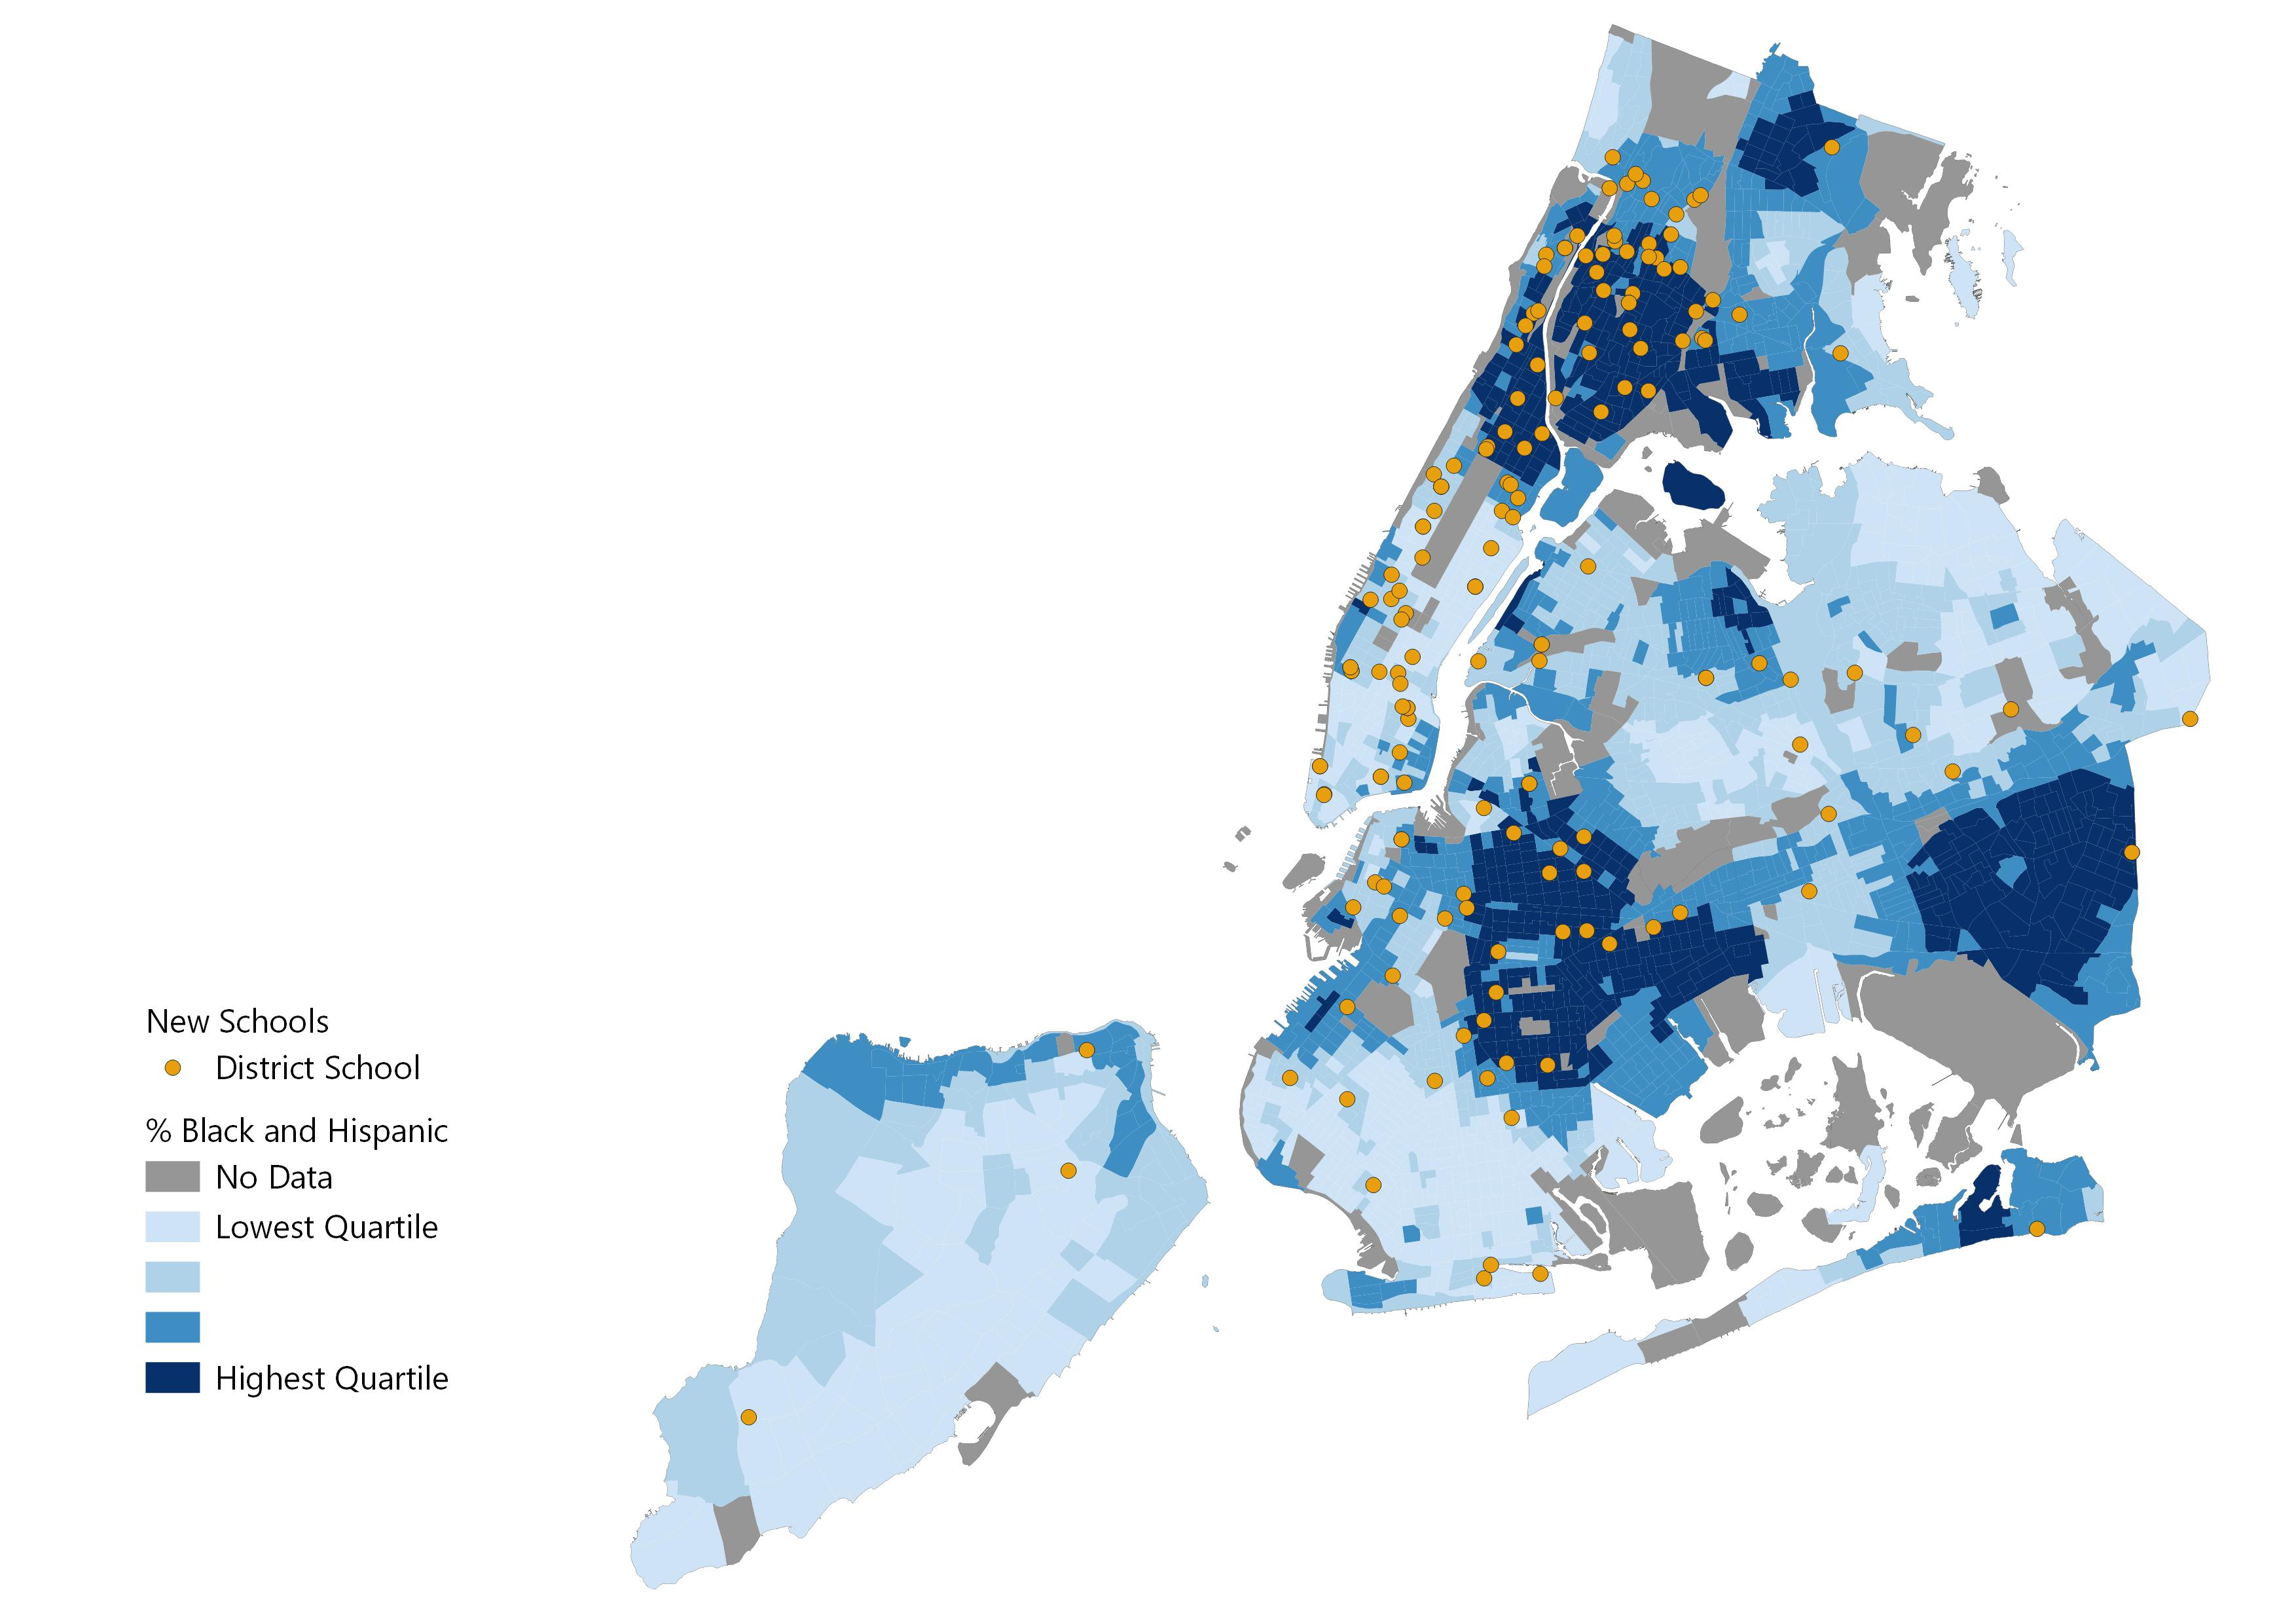 New Schools
District School
% Black and Hispanic
No Data
Lowest Quartile
Highest Quartile